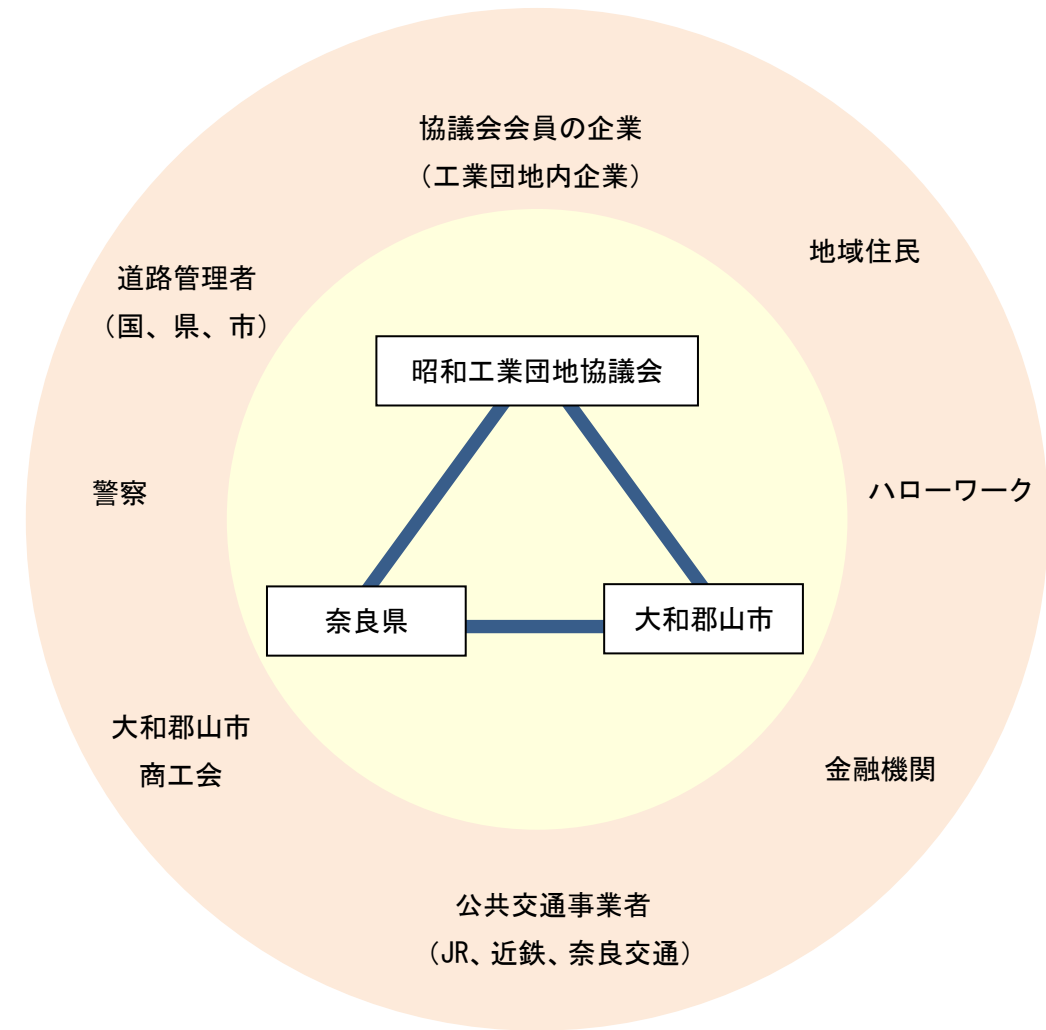 協議会会員の企業
（工業団地内企業）
地域住民
道路管理者
（国、県、市）
昭和工業団地協議会
警察
ハローワーク
奈良県
大和郡山市
大和郡山市
商工会
金融機関
公共交通事業者
（JR、近鉄、奈良交通）